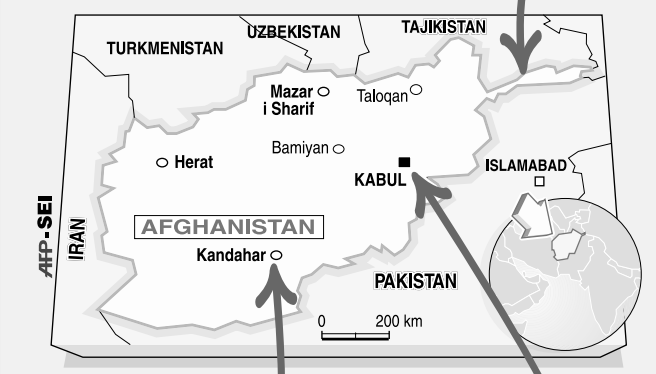 UZBEKISTAN
TAJIKISTAN
TURKMENISTAN
Mazar
i Sharif
Taloqan
Bamiyan
Herat
KABUL
ISLAMABAD
AFP-SEI
IRAN
AFGHANISTAN
Kandahar
PAKISTAN
0 200 km